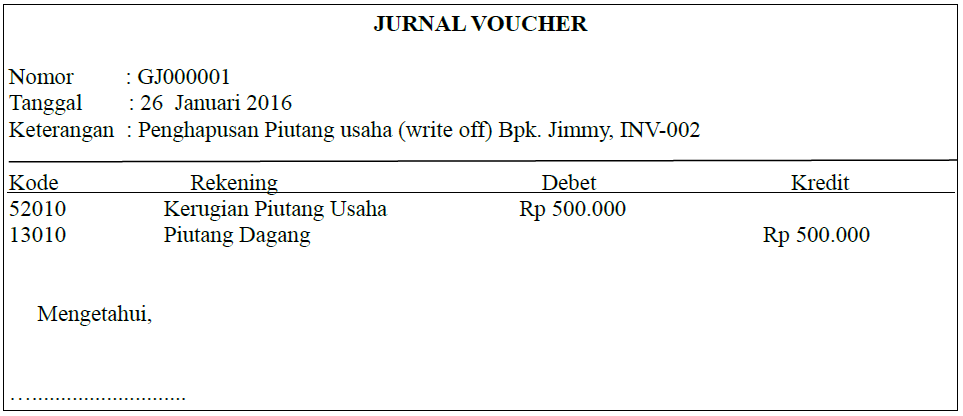 JURNAL VOUCHER
Nomor : GJ000001
Tanggal : 26 Januari 2016
Keterangan : Penghapusan Piutang usaha (write off) Bpk. Jimmy, INV-002
Kode Rekening Debet Kredit
52010 Kerugian Piutang Usaha Rp 500.000
13010 Piutang Dagang Rp 500.000
Mengetahui,
…...........................